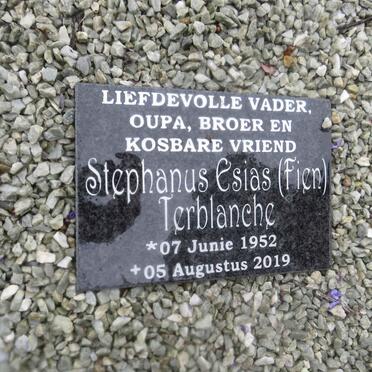 LIEFDEVOLLE VADER,
OUPA, BROER EN
KOSBARE VRIEND
Stephanus Esias (Fien)
Terblanche
*07 Junie 1952
+05 Augustus 2019